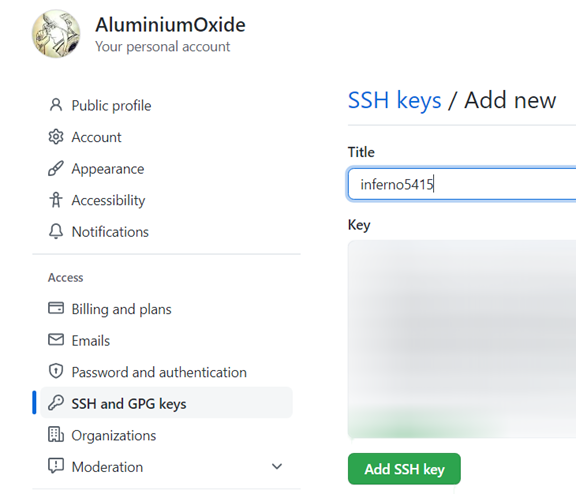 AluminiumOxide
Your personal account
Public profile
Account
Appearance
Accessibility
Notifications
Access
Billing and plans
Emails
Password and authentication
SSH and GPG keys
Organizations
Moderation
SSH keys / Add new
Title
inferno5415
Key
Add SSH key